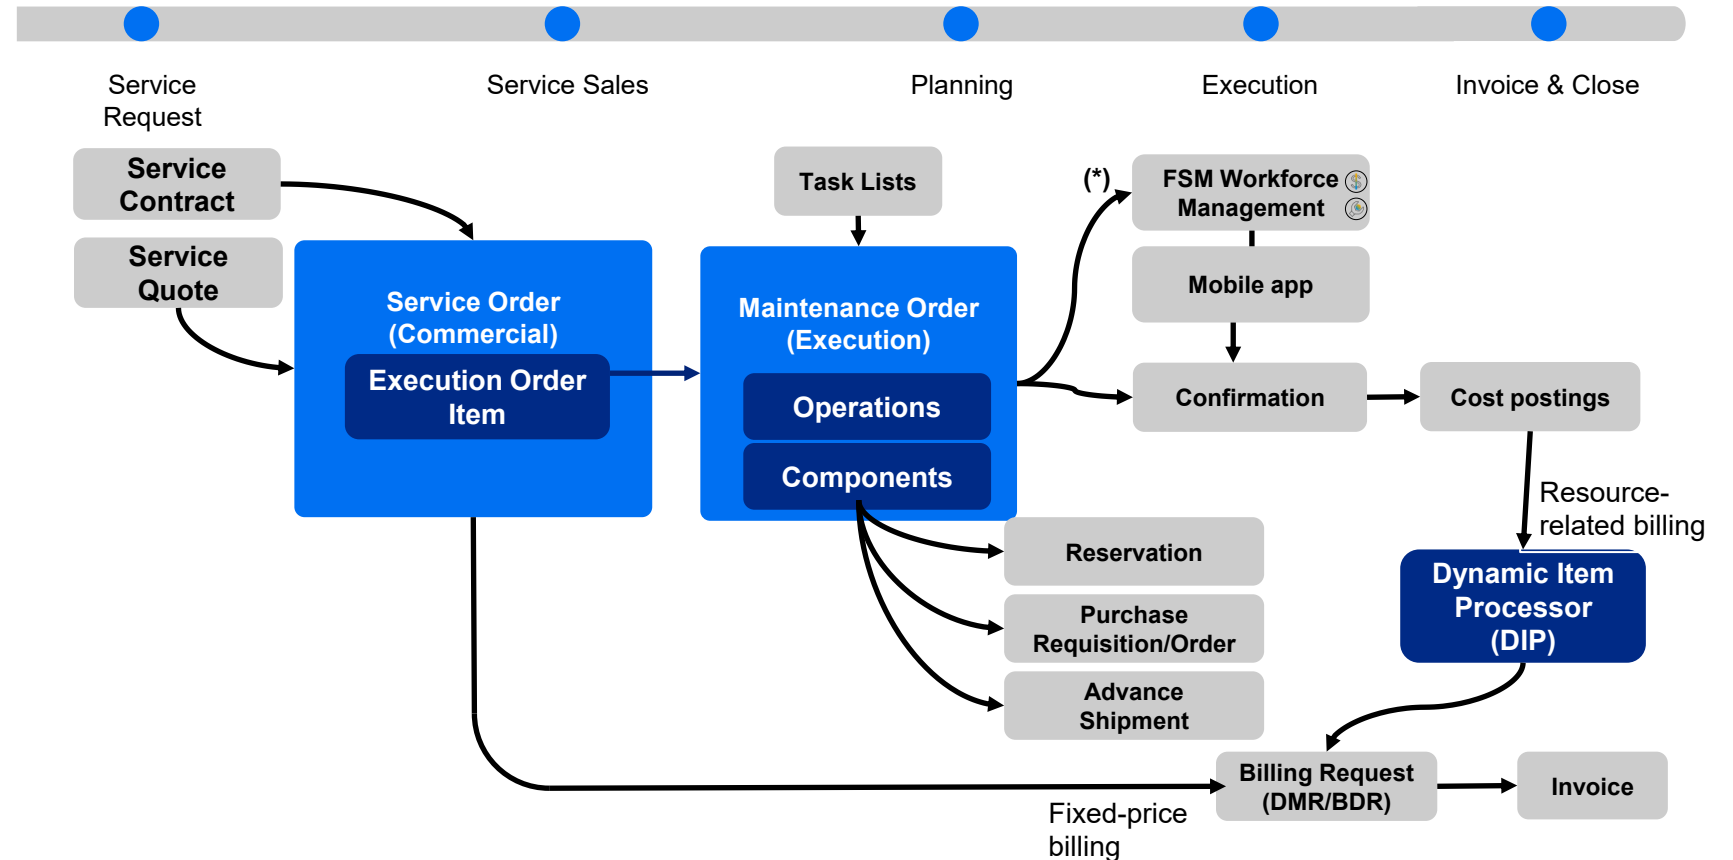 Service
Request
Service Sales
Planning
Execution
Invoice & Close
Service
Contract
Service
Quote
Service Order
(Commercial)
Execution Order
Item
Task Lists
Maintenance Order
(Execution)
Operations
Components
(*)
FSM Workforce
Management
Mobile app
Confirmation
Cost postings
Resource-
related billing
Reservation
Purchase
Requisition/Order
Advance
Shipment
Dynamic Item
Processor
(DIP)
Billing Request
(DMR/BDR)
Invoice
Fixed-price
billing